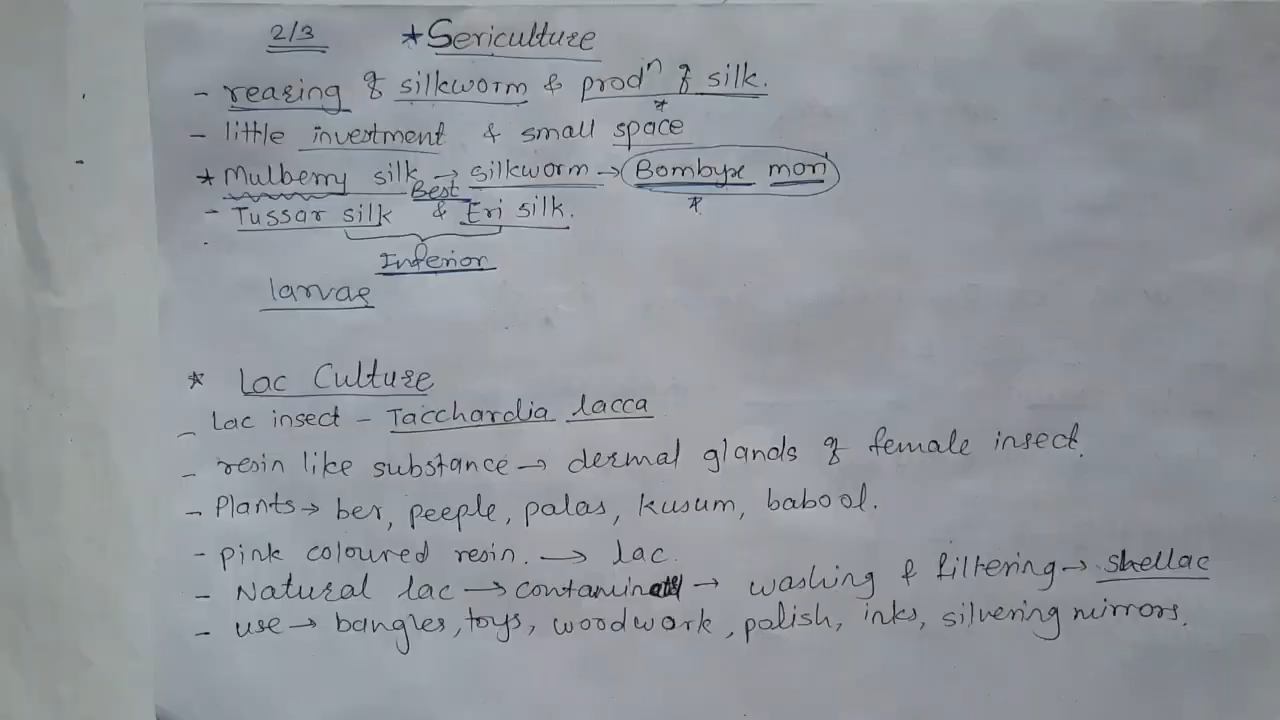 2/3 * Sericulture
- rearing of silkworm & prodⁿ of silk.
*
- little investment & small space
* Mulberry silk → silkworm → Bombyx mori
Best *
- Tussar silk & Eri silk.
Inferior
larvae
* Lac Culture
- Lac insect - Tacchardia lacca
- resin like substance → dermal glands of female insect.
- Plants → ber, peeple, palas, kusum, babool.
- pink coloured resin. → lac.
- Natural lac → contaminated → washing & filtering → shellac
- use → bangles, toys, woodwork, polish, inks, silvering mirrors.